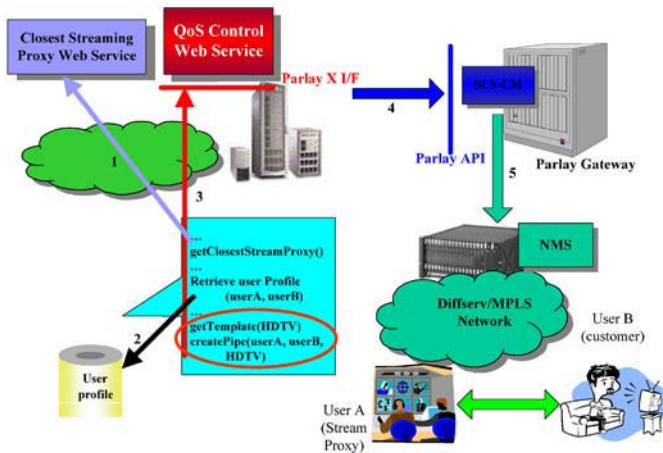 Closest Streaming
Proxy Web Service
QoS Control
Web Service
Parlay X I/F
4
SCS-CM
Parlay API
Parlay Gateway
5
1
3
...
getClosestStreamProxy()
...
Retrieve user Profile
(userA, userB)
...
getTemplate(HDTV)
createPipe(userA, userB,
HDTV)
2
User
profile
NMS
Diffserv/MPLS
Network
User B
(customer)
User A
(Stream
Proxy)